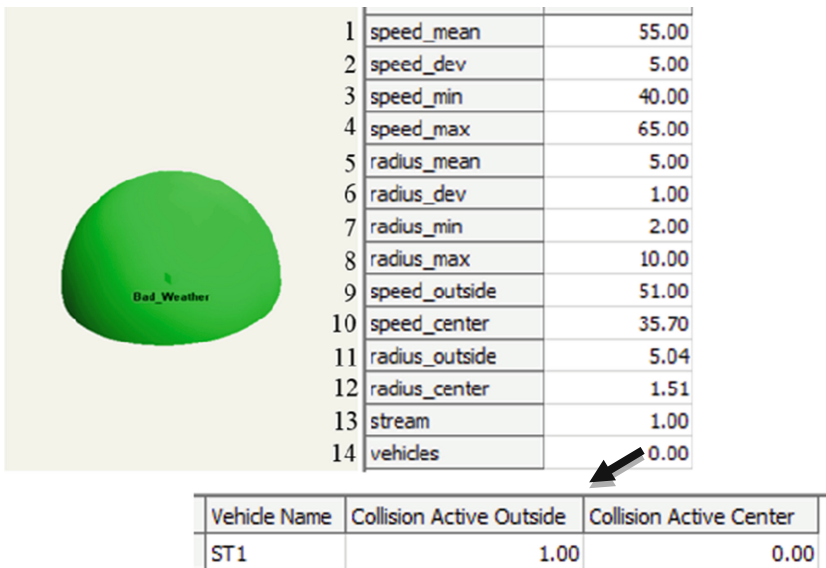 1 speed_mean 55.00
2 speed_dev 5.00
3 speed_min 40.00
4 speed_max 65.00
5 radius_mean 5.00
6 radius_dev 1.00
7 radius_min 2.00
8 radius_max 10.00
Bad_Weather
9 speed_outside 51.00
10 speed_center 35.70
11 radius_outside 5.04
12 radius_center 1.51
13 stream 1.00
14 vehicles 0.00
Vehicle Name Collision Active Outside Collision Active Center
ST1 1.00 0.00